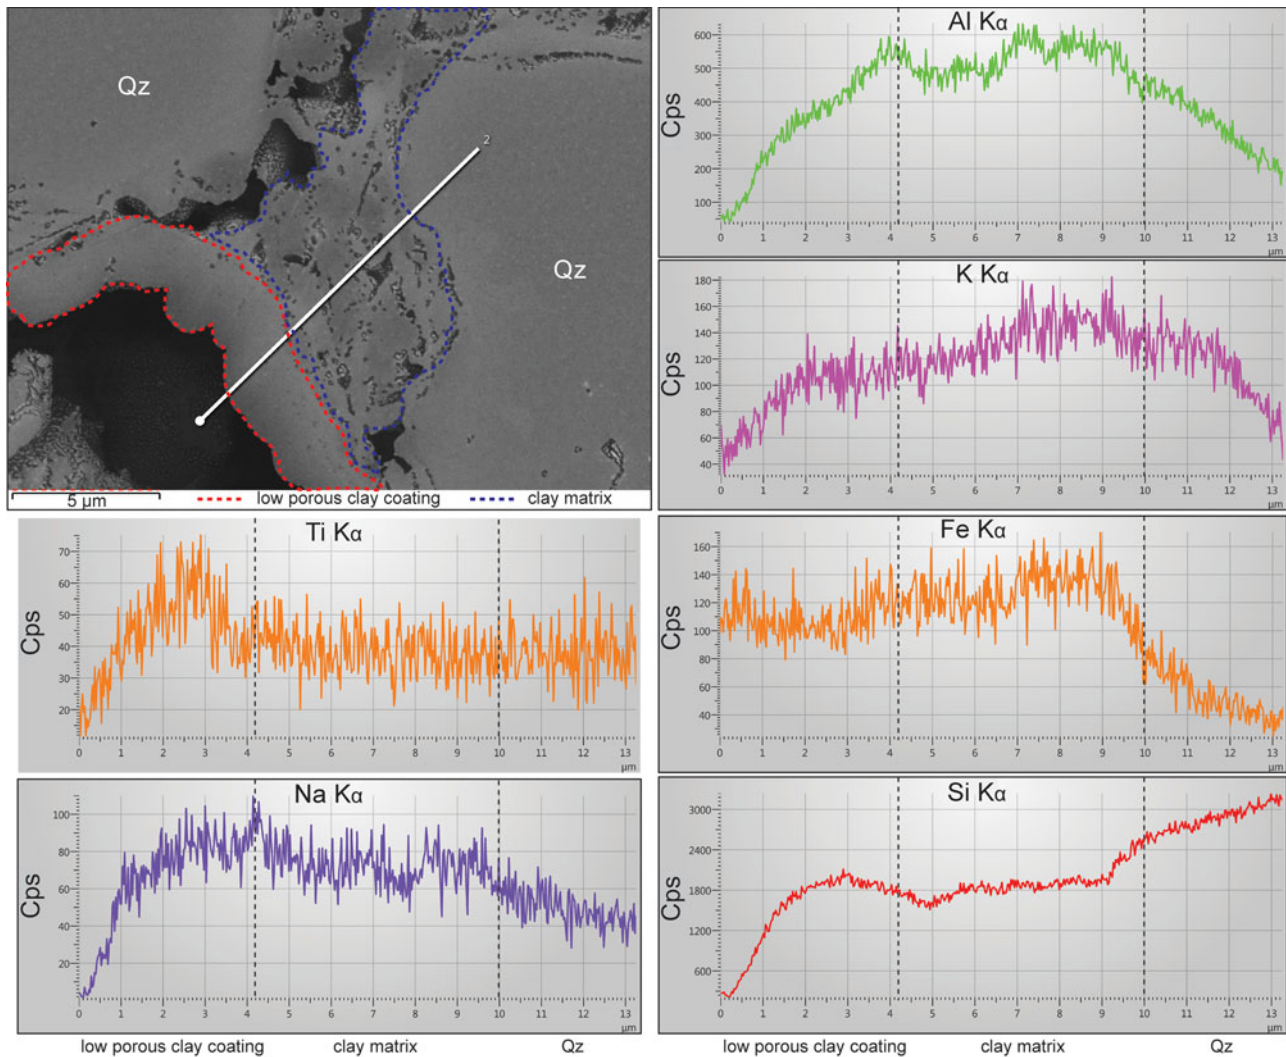 Qz
2
Qz
5 µm
low porous clay coating
clay matrix
Al Kα
Cps
600
500
400
300
200
100
0 1 2 3 4 5 6 7 8 9 10 11 12 13
µm
K Kα
Cps
180
160
140
120
100
80
60
40
0 1 2 3 4 5 6 7 8 9 10 11 12 13
µm
Ti Kα
Cps
70
60
50
40
30
20
0 1 2 3 4 5 6 7 8 9 10 11 12 13
µm
Fe Kα
Cps
160
140
120
100
80
60
40
0 1 2 3 4 5 6 7 8 9 10 11 12 13
µm
Na Kα
Cps
100
80
60
40
20
0 1 2 3 4 5 6 7 8 9 10 11 12 13
µm
Si Kα
Cps
3000
2400
1800
1200
600
0 1 2 3 4 5 6 7 8 9 10 11 12 13
µm
low porous clay coating clay matrix Qz
low porous clay coating clay matrix Qz